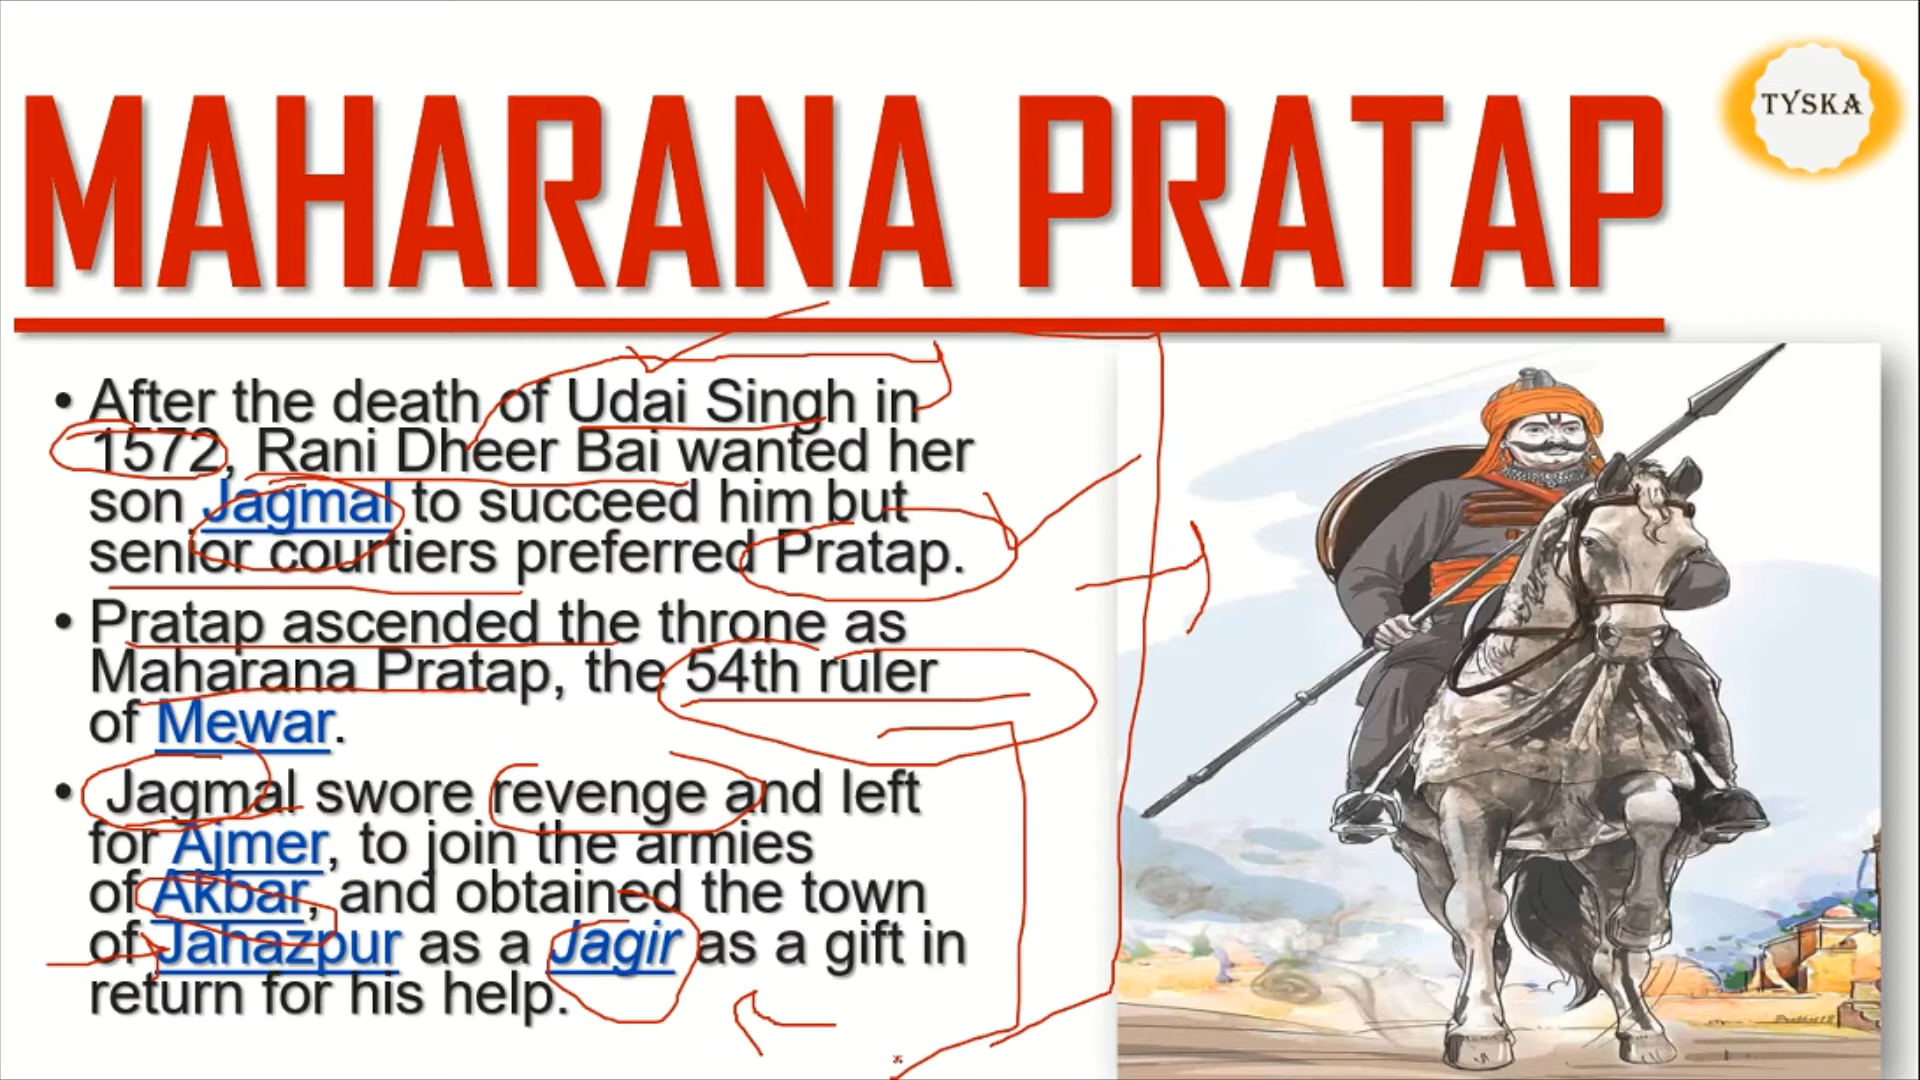 MAHARANA PRATAP
TYSKA
• After the death of Udai Singh in
1572, Rani Dheer Bai wanted her
son Jagmal to succeed him but
senior courtiers preferred Pratap.
• Pratap ascended the throne as
Maharana Pratap, the 54th ruler
of Mewar.
• Jagmal swore revenge and left
for Ajmer, to join the armies
of Akbar, and obtained the town
of Jahazpur as a Jagir as a gift in
return for his help.